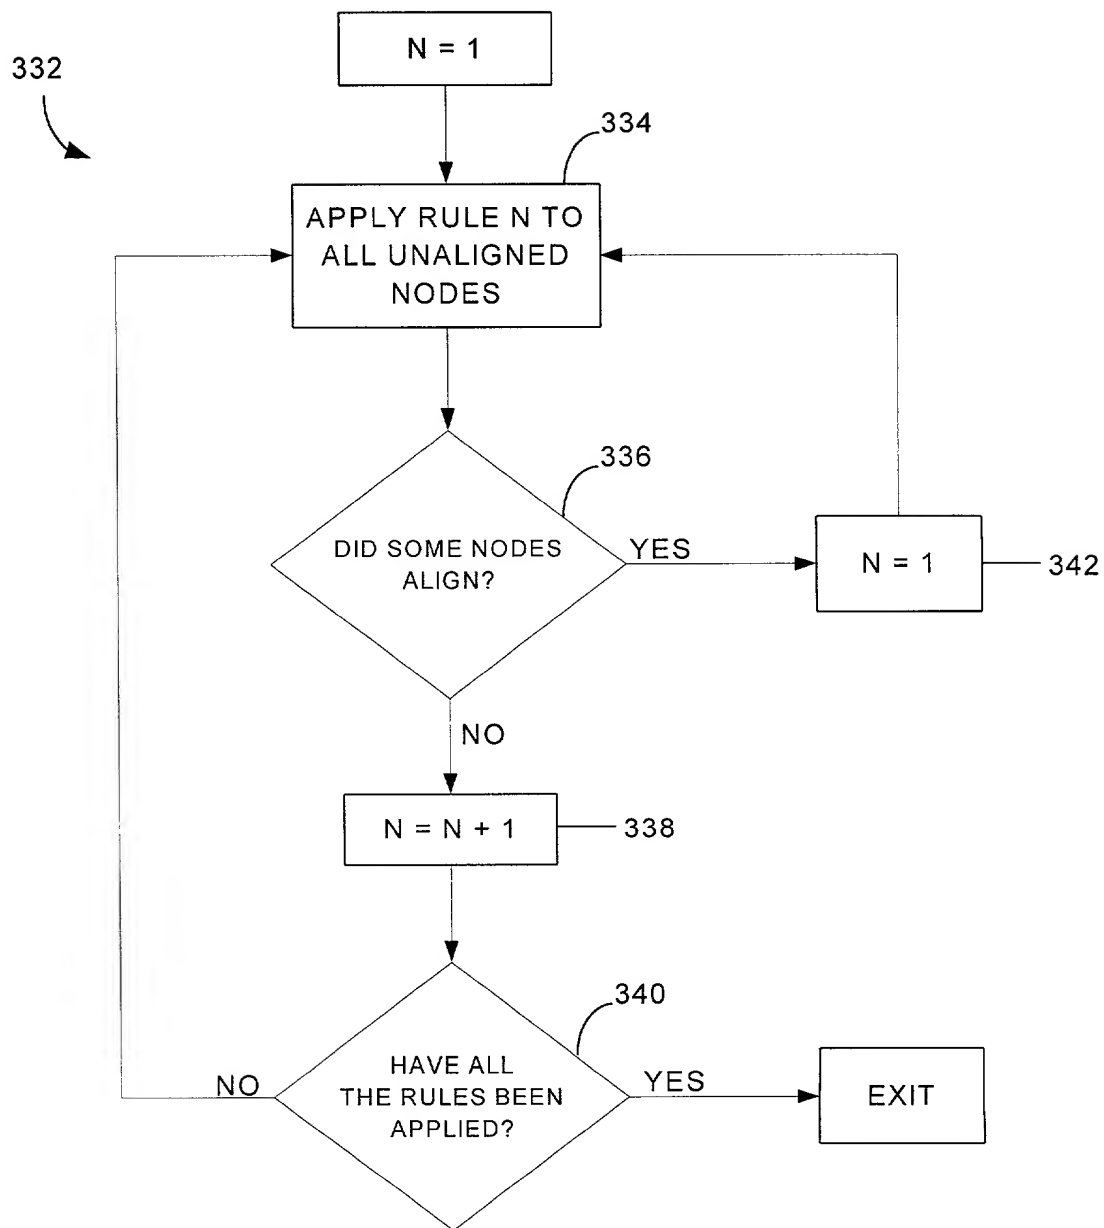 N = 1
332
334
APPLY RULE N TO
ALL UNALIGNED
NODES
336
DID SOME NODES
ALIGN?
YES
N = 1
342
NO
N = N + 1
338
340
HAVE ALL
THE RULES BEEN
APPLIED?
NO
YES
EXIT